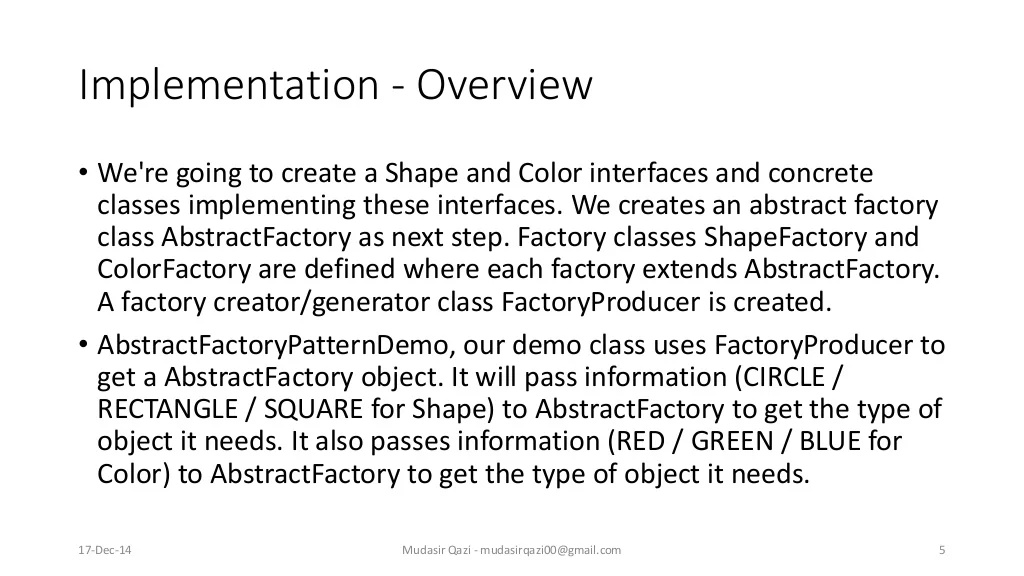 Implementation - Overview
• We're going to create a Shape and Color interfaces and concrete
classes implementing these interfaces. We creates an abstract factory
class AbstractFactory as next step. Factory classes ShapeFactory and
ColorFactory are defined where each factory extends AbstractFactory.
A factory creator/generator class FactoryProducer is created.
• AbstractFactoryPatternDemo, our demo class uses FactoryProducer to
get a AbstractFactory object. It will pass information (CIRCLE /
RECTANGLE / SQUARE for Shape) to AbstractFactory to get the type of
object it needs. It also passes information (RED / GREEN / BLUE for
Color) to AbstractFactory to get the type of object it needs.
17-Dec-14 Mudasir Qazi - mudasirqazi00@gmail.com 5